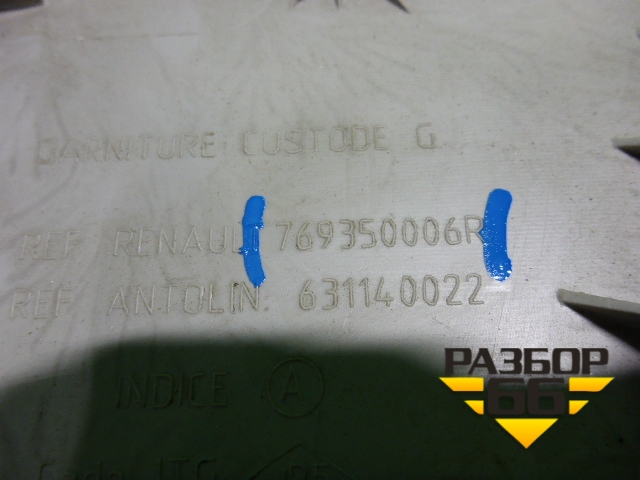 GARNITURE CUSTODE G.
REF RENAULT 769350006R
REF ANTOLIN. 631140022
INDICE A
РАЗБОР
66